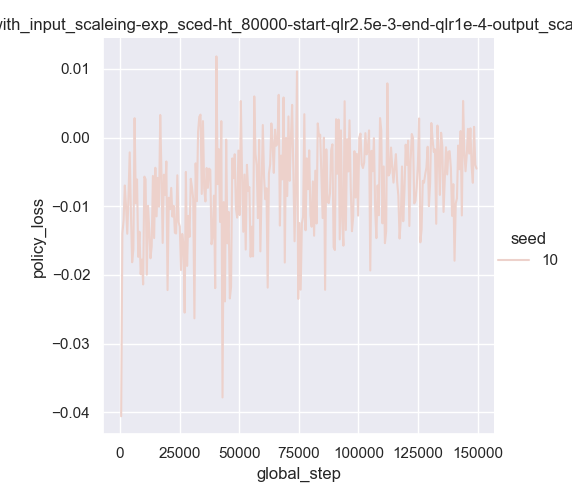 with_input_scaleing-exp_sced-ht_80000-start-qlr2.5e-3-end-qlr1e-4-output_sca
0.01
0.00
−0.01
−0.02
−0.03
−0.04
policy_loss
0 25000 50000 75000 100000 125000 150000
global_step
seed
10